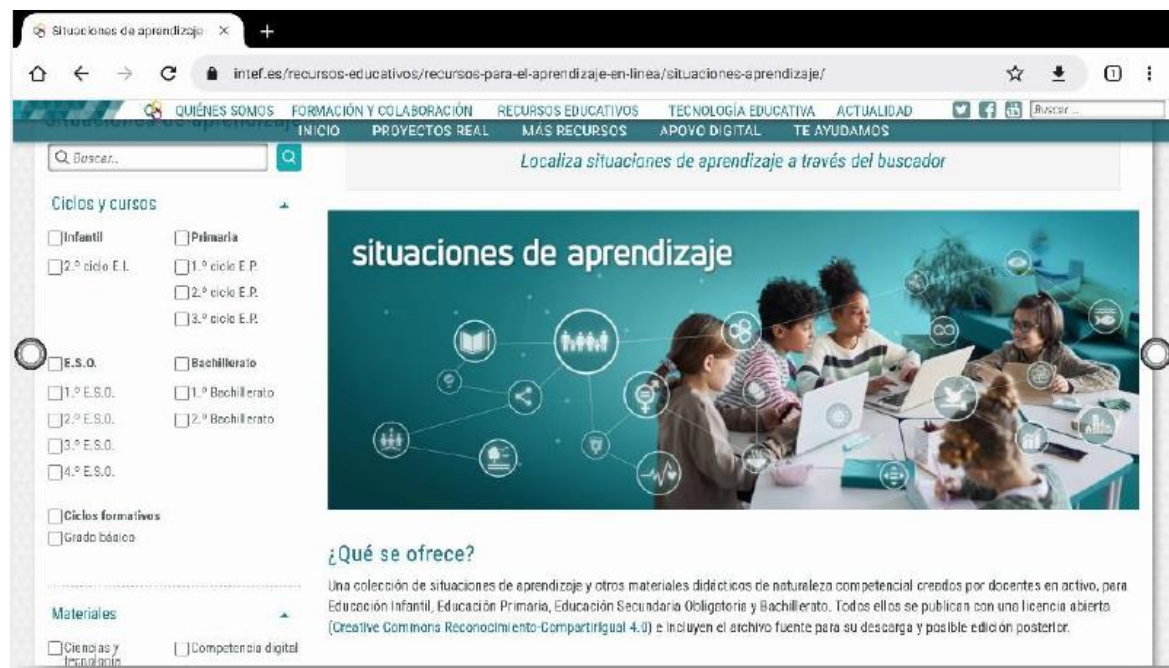 Situaciones de aprendizaje
intef.es/recursos-educativos/recursos-para-el-aprendizaje-en-linea/situaciones-aprendizaje/
QUIÉNES SOMOS FORMACIÓN Y COLABORACIÓN RECURSOS EDUCATIVOS TECNOLOGÍA EDUCATIVA ACTUALIDAD Buscar ...
Situaciones de aprendizaje
INICIO PROYECTOS REAL MÁS RECURSOS APOYO DIGITAL TE AYUDAMOS
Buscar..
Localiza situaciones de aprendizaje a través del buscador
Ciclos y cursos
Infantil Primaria
2.º ciclo E.I. 1.º ciclo E.P.
2.º ciclo E.P.
3.º ciclo E.P.
E.S.O. Bachillerato
1.º E.S.O. 1.º Bachillerato
2.º E.S.O. 2.º Bachillerato
3.º E.S.O.
4.º E.S.O.
Ciclos formativos
Grado básico
Materiales
Ciencias y Competencia digital
tecnología
situaciones de aprendizaje
¿Qué se ofrece?
Una colección de situaciones de aprendizaje y otros materiales didácticos de naturaleza competencial creados por docentes en activo, para
Educación Infantil, Educación Primaria, Educación Secundaria Obligatoria y Bachillerato. Todos ellos se publican con una licencia abierta
(Creative Commons Reconocimiento-CompartirIgual 4.0) e incluyen el archivo fuente para su descarga y posible edición posterior.